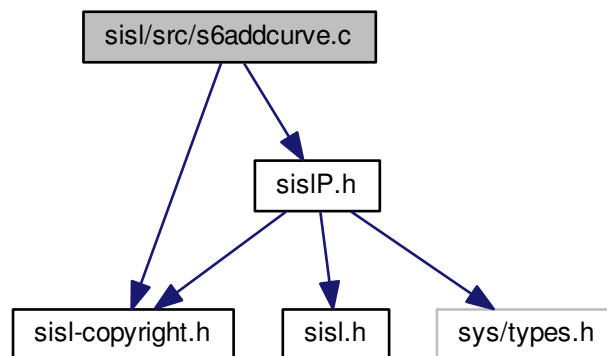 sisl/src/s6addcurve.c
sislP.h
sisl-copyright.h
sisl.h
sys/types.h